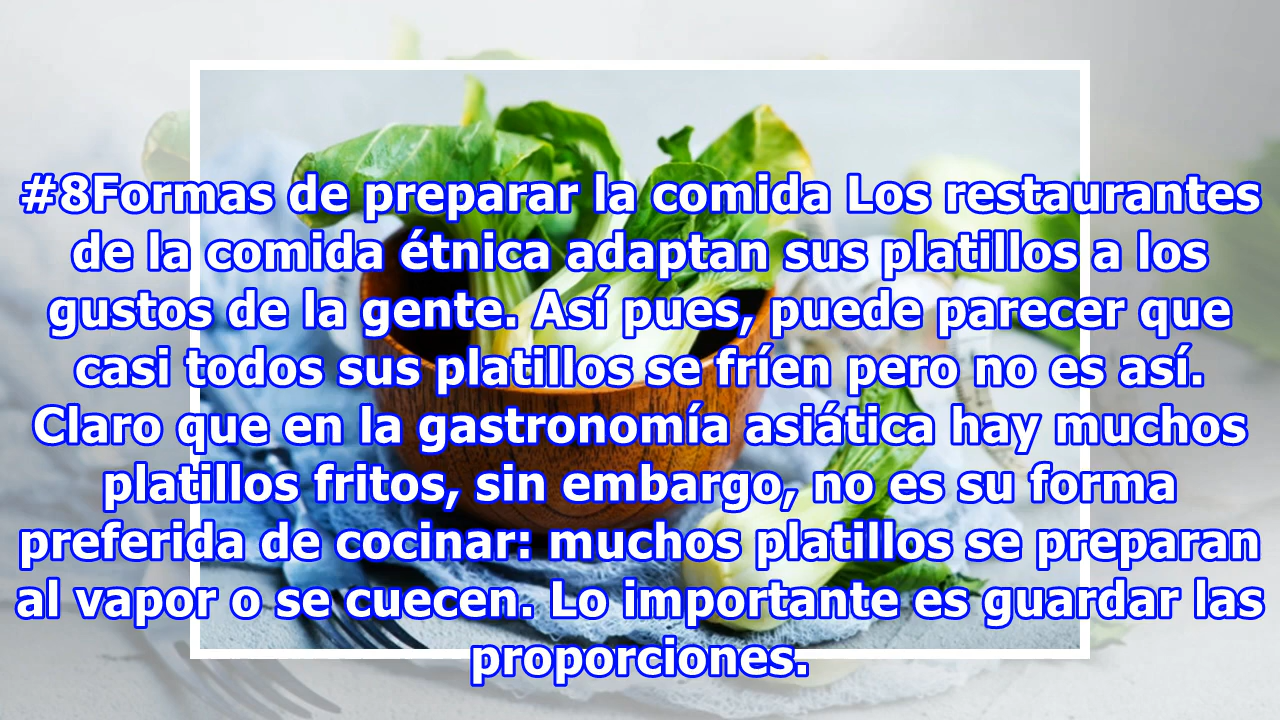 #8Formas de preparar la comida Los restaurantes
de la comida étnica adaptan sus platillos a los
gustos de la gente. Así pues, puede parecer que
casi todos sus platillos se fríen pero no es así.
Claro que en la gastronomía asiática hay muchos
platillos fritos, sin embargo, no es su forma
preferida de cocinar: muchos platillos se preparan
al vapor o se cuecen. Lo importante es guardar las
proporciones.